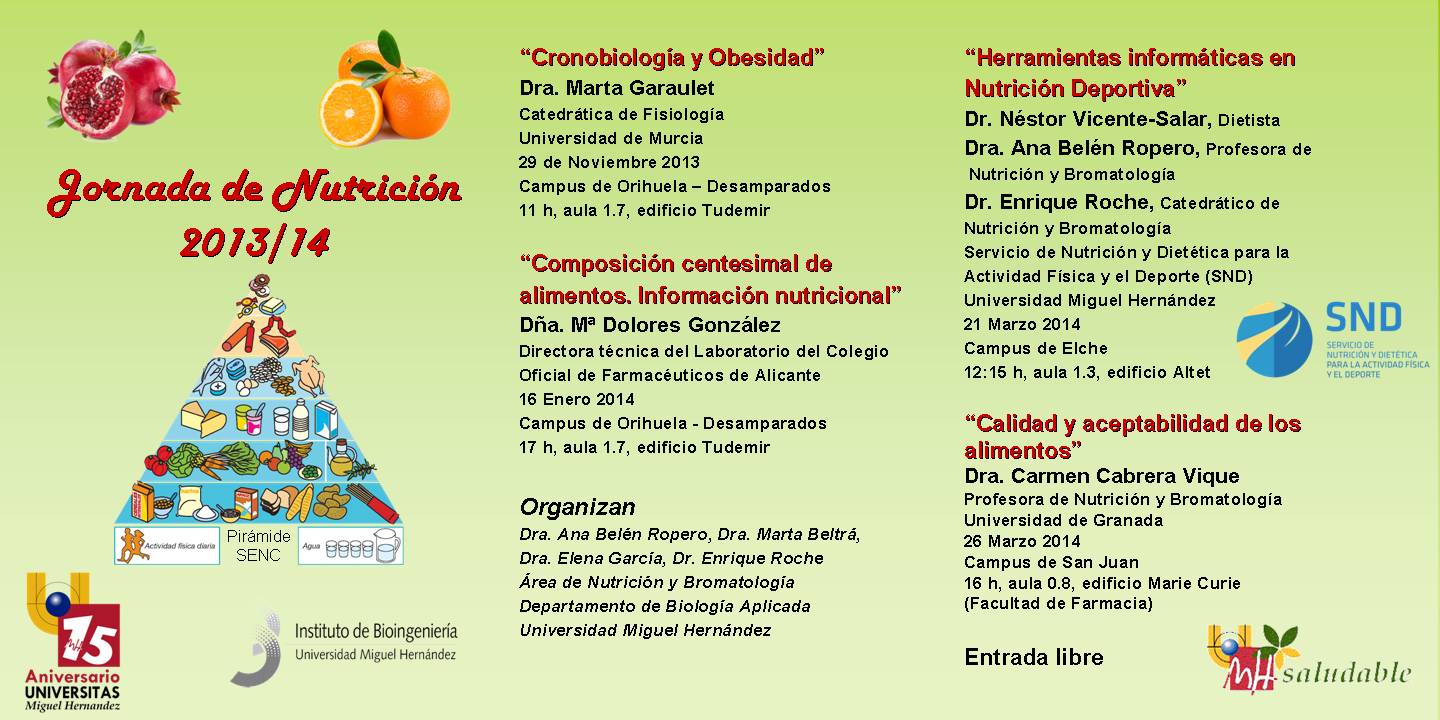 Jornada de Nutrición
2013/14
Actividad física diaria
Pirámide
SENC
Agua
15
Aniversario
UNIVERSITAS
Miguel Hernandez
Instituto de Bioingeniería
Universidad Miguel Hernández
“Cronobiología y Obesidad”
Dra. Marta Garaulet
Catedrática de Fisiología
Universidad de Murcia
29 de Noviembre 2013
Campus de Orihuela – Desamparados
11 h, aula 1.7, edificio Tudemir
“Composición centesimal de
alimentos. Información nutricional”
Dña. Mª Dolores González
Directora técnica del Laboratorio del Colegio
Oficial de Farmacéuticos de Alicante
16 Enero 2014
Campus de Orihuela - Desamparados
17 h, aula 1.7, edificio Tudemir
Organizan
Dra. Ana Belén Ropero, Dra. Marta Beltrá,
Dra. Elena García, Dr. Enrique Roche
Área de Nutrición y Bromatología
Departamento de Biología Aplicada
Universidad Miguel Hernández
“Herramientas informáticas en
Nutrición Deportiva”
Dr. Néstor Vicente-Salar, Dietista
Dra. Ana Belén Ropero, Profesora de
Nutrición y Bromatología
Dr. Enrique Roche, Catedrático de
Nutrición y Bromatología
Servicio de Nutrición y Dietética para la
Actividad Física y el Deporte (SND)
Universidad Miguel Hernández
21 Marzo 2014
Campus de Elche
12:15 h, aula 1.3, edificio Altet
SND
SERVICIO DE
NUTRICIÓN Y DIETÉTICA
PARA LA ACTIVIDAD FÍSICA
Y EL DEPORTE
“Calidad y aceptabilidad de los
alimentos”
Dra. Carmen Cabrera Vique
Profesora de Nutrición y Bromatología
Universidad de Granada
26 Marzo 2014
Campus de San Juan
16 h, aula 0.8, edificio Marie Curie
(Facultad de Farmacia)
Entrada libre
MH saludable